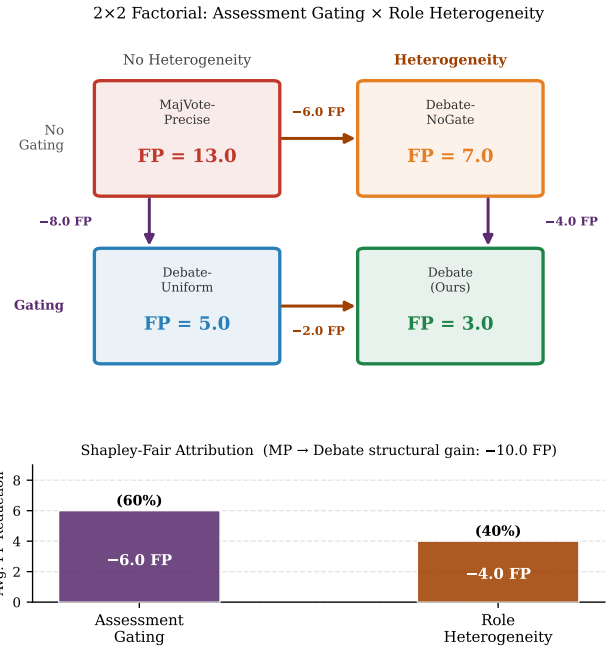 2×2 Factorial: Assessment Gating × Role Heterogeneity
No Heterogeneity
Heterogeneity
No
Gating
MajVote-
Precise
FP = 13.0
−6.0 FP
Debate-
NoGate
FP = 7.0
−8.0 FP
−4.0 FP
Gating
Debate-
Uniform
FP = 5.0
−2.0 FP
Debate
(Ours)
FP = 3.0
Shapley-Fair Attribution (MP → Debate structural gain: −10.0 FP)
8
6
4
2
0
(60%)
−6.0 FP
(40%)
−4.0 FP
Assessment
Gating
Role
Heterogeneity